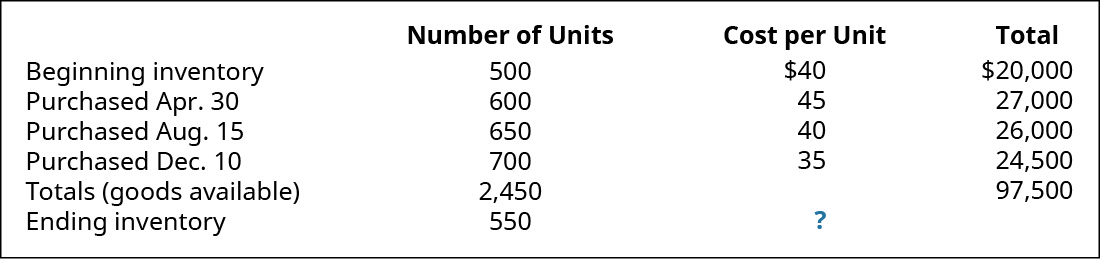 Number of Units Cost per Unit Total
Beginning inventory 500 $40 $20,000
Purchased Apr. 30 600 45 27,000
Purchased Aug. 15 650 40 26,000
Purchased Dec. 10 700 35 24,500
Totals (goods available) 2,450 97,500
Ending inventory 550 ?